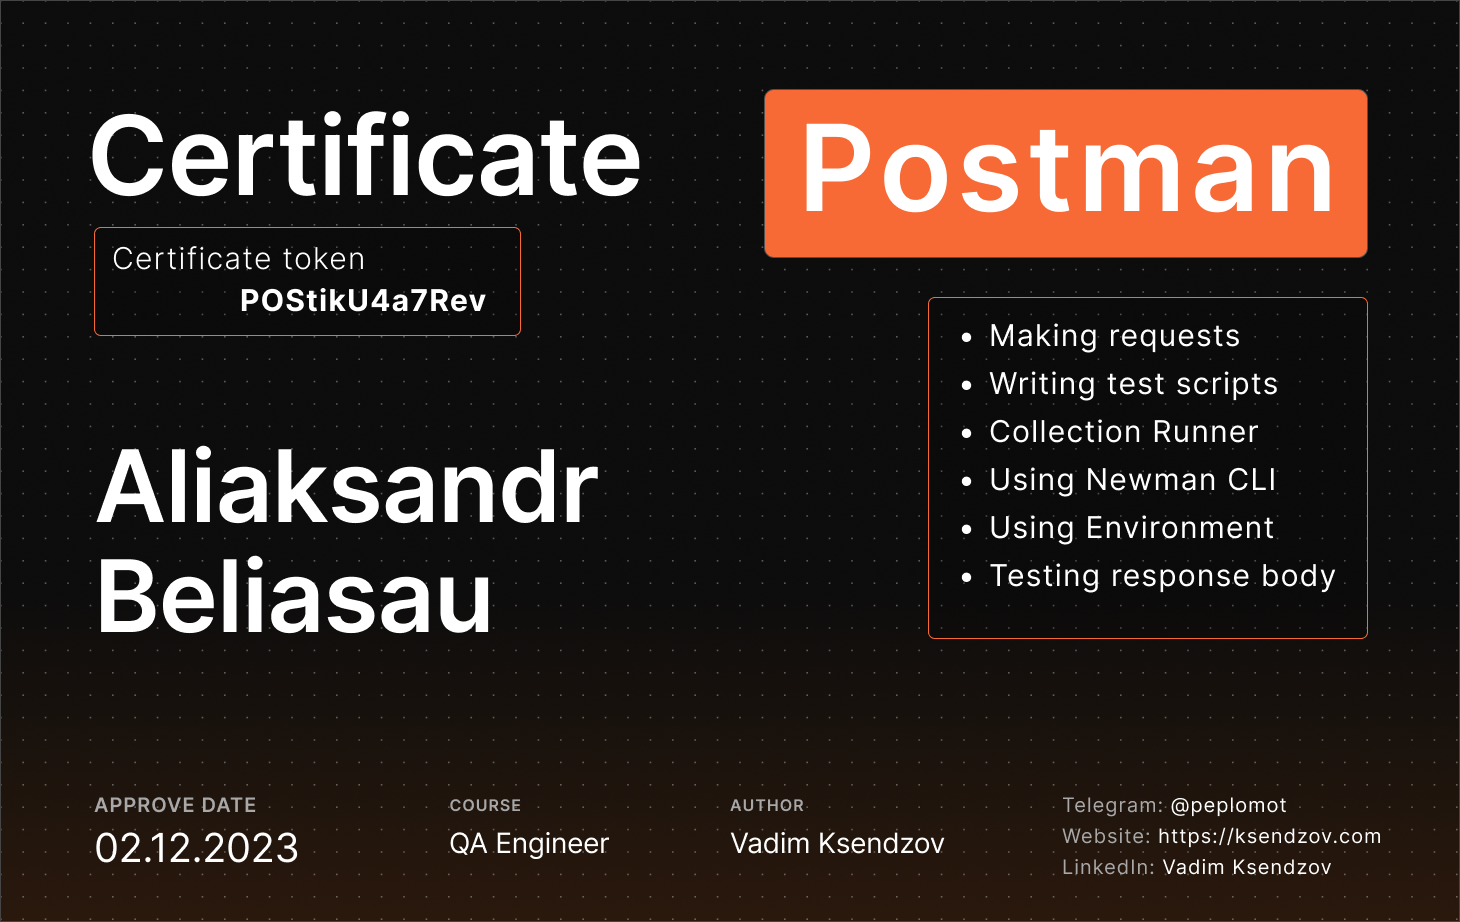 Certificate
Certificate token
POStikU4a7Rev
Postman
• Making requests
• Writing test scripts
• Collection Runner
• Using Newman CLI
• Using Environment
• Testing response body
Aliaksandr
Beliasau
APPROVE DATE
02.12.2023
COURSE
QA Engineer
AUTHOR
Vadim Ksendzov
Telegram: @peplomot
Website: https://ksendzov.com
LinkedIn: Vadim Ksendzov